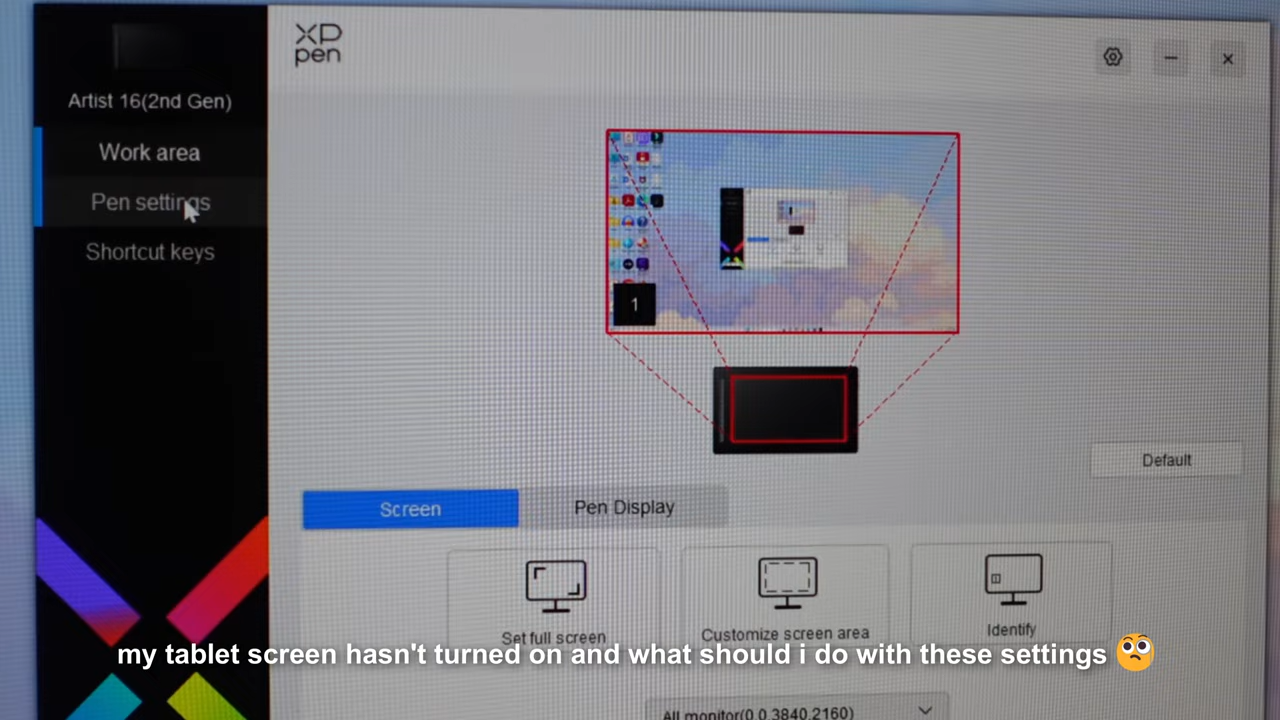 XP
pen
Artist 16(2nd Gen)
Work area
Pen settings
Shortcut keys
1
Default
Screen
Pen Display
Set full screen
Customize screen area
Identify
my tablet screen hasn't turned on and what should i do with these settings 🙁
All monitor(0,0,3840,2160)